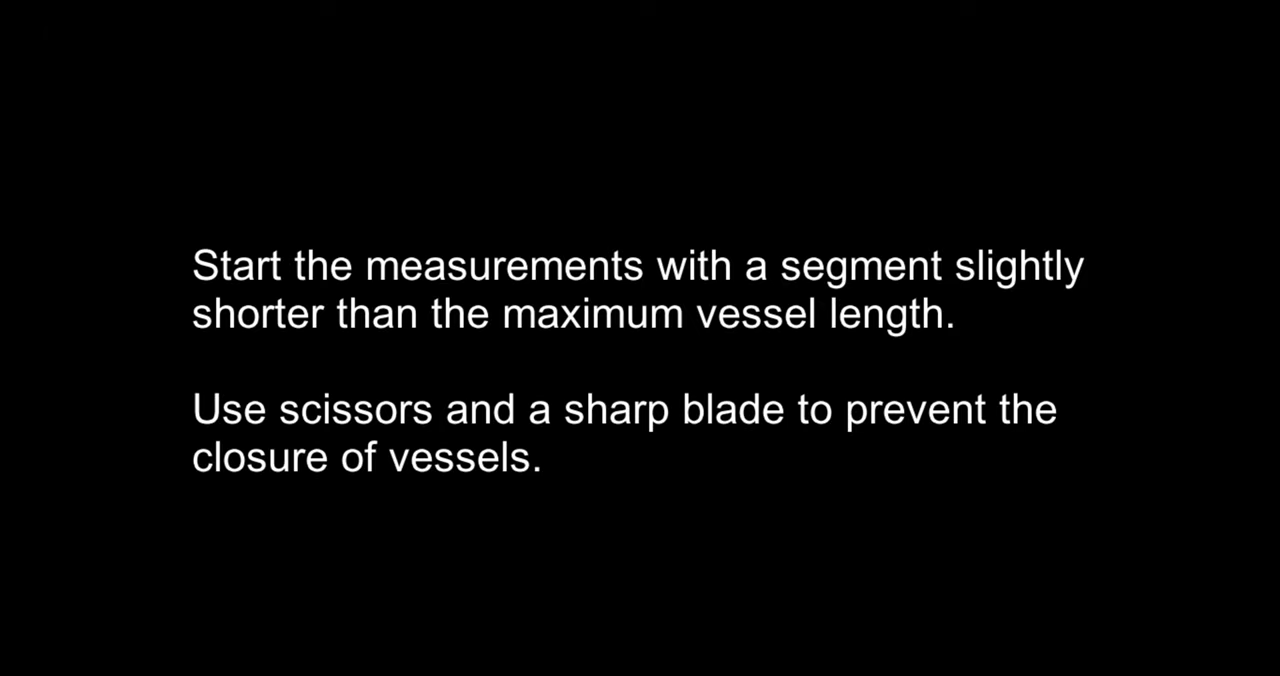 Start the measurements with a segment slightly
shorter than the maximum vessel length.
Use scissors and a sharp blade to prevent the
closure of vessels.